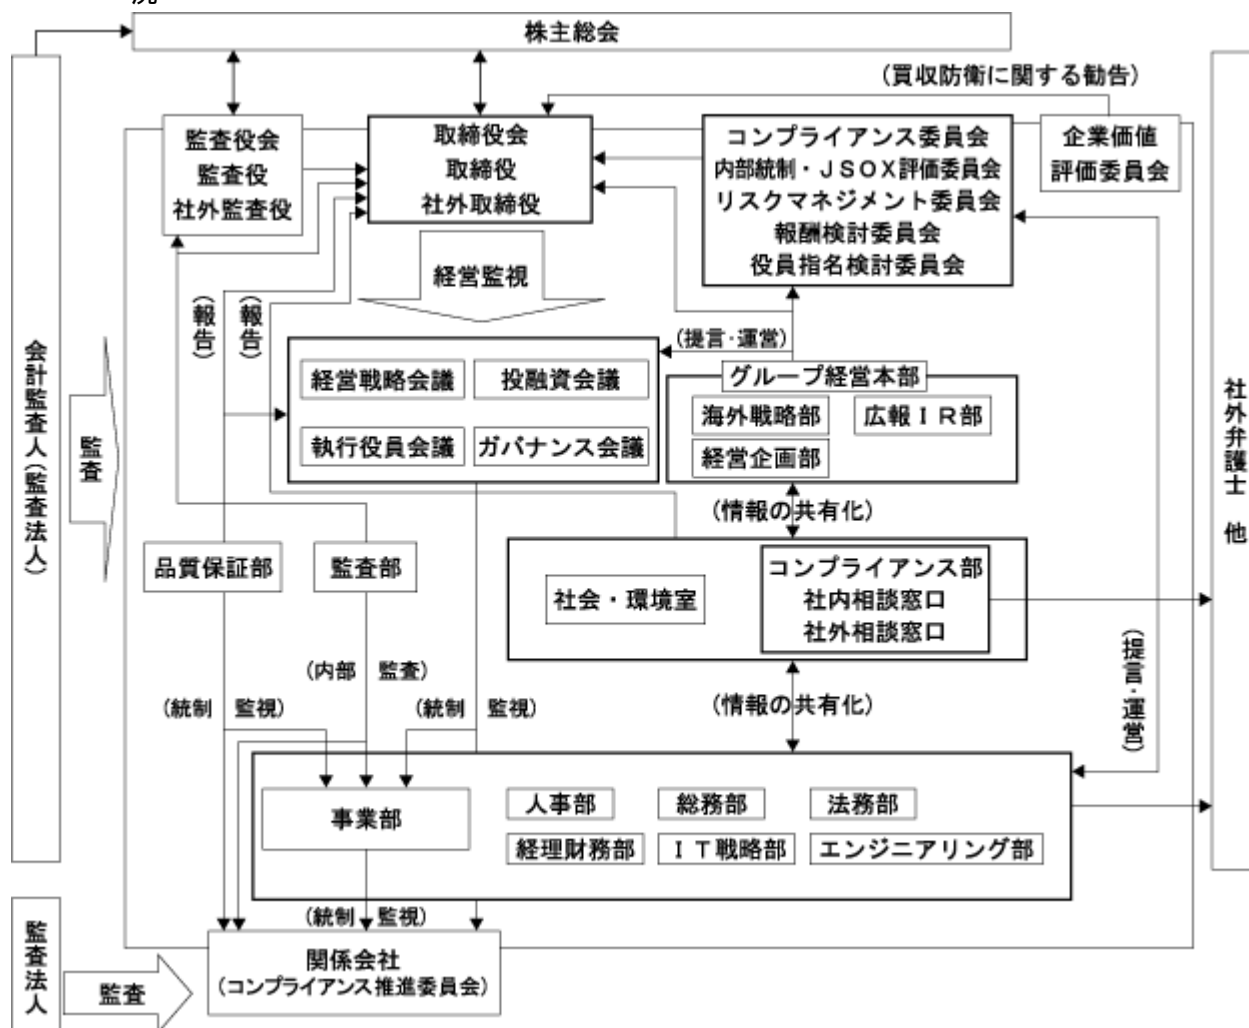 株主総会
(買収防衛に関する勧告)
監査役会
監査役
社外監査役
取締役会
取締役
社外取締役
コンプライアンス委員会
内部統制・JSOX評価委員会
リスクマネジメント委員会
報酬検討委員会
役員指名検討委員会
企業価値
評価委員会
経営監視
(報告)
(報告)
(提言・運営)
会計監査人(監査法人)
監査
経営戦略会議
投融資会議
執行役員会議
ガバナンス会議
グループ経営本部
海外戦略部
広報IR部
経営企画部
社外弁護士 他
(情報の共有化)
品質保証部
監査部
社会・環境室
コンプライアンス部
社内相談窓口
社外相談窓口
(内部 監査)
(統制 監視)
(統制 監視)
(情報の共有化)
(提言・運営)
事業部
人事部
総務部
法務部
経理財務部
IT戦略部
エンジニアリング部
(統制 監視)
監査法人
監査
関係会社
(コンプライアンス推進委員会)